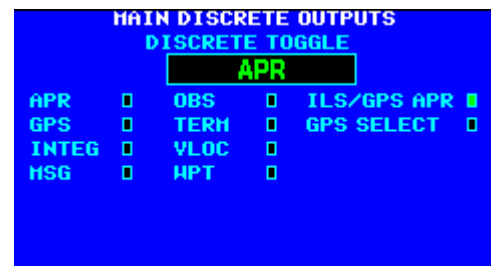 MAIN DISCRETE OUTPUTS
DISCRETE TOGGLE
APR
APR OBS ILS/GPS APR
GPS TERM GPS SELECT
INTEG VLOC
MSG WPT